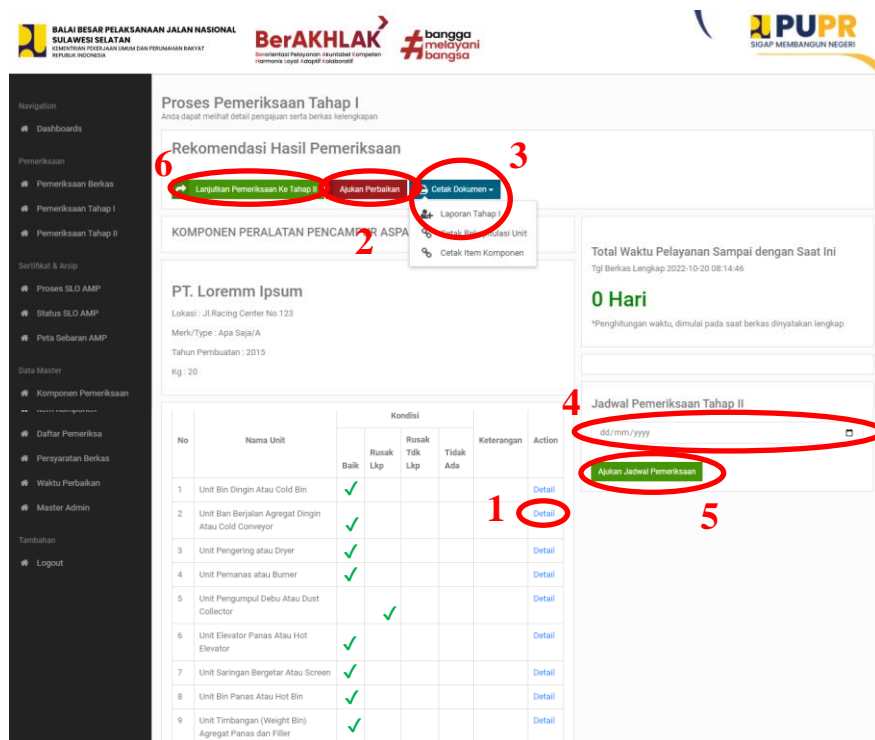 BALAI BESAR PELAKSANAAN JALAN NASIONAL
SULAWESI SELATAN
KEMENTRIAN PEKERJAAN UMUM DAN PERUMAHAN RAKYAT
REPUBLIK INDONESIA
BerAKHLAK
Berorientasi Pelayanan Akuntabel Kompeten
Harmonis Loyal Adaptif Kolaboratif
#bangga
melayani
bangsa
PUPR
SIGAP MEMBANGUN NEGERI
Navigation
Dashboards
Pemeriksaan
Pemeriksaan Berkas
Pemeriksaan Tahap I
Pemeriksaan Tahap II
Sertifikat & Arsip
Proses SLO AMP
Status SLO AMP
Peta Sebaran AMP
Data Master
Komponen Pemeriksaan
Item Komponen
Daftar Pemeriksa
Persyaratan Berkas
Waktu Perbaikan
Master Admin
Tambahan
Logout
Proses Pemeriksaan Tahap I
Anda dapat melihat detail pengajuan serta berkas kelengkapan
Rekomendasi Hasil Pemeriksaan
6
3
Lanjutkan Pemeriksaan Ke Tahap II
Ajukan Perbaikan
Cetak Dokumen
Laporan Tahap I
Cetak Rekapitulasi Unit
Cetak Item Komponen
2
KOMPONEN PERALATAN PENCAMPUR ASPA
PT. Loremm Ipsum
Lokasi : Jl.Racing Center No.123
Merk/Type : Apa Saja/A
Tahun Pembuatan : 2015
Kg : 20
Total Waktu Pelayanan Sampai dengan Saat Ini
Tgl Berkas Lengkap 2022-10-20 08:14:46
0 Hari
*Penghitungan waktu, dimulai pada saat berkas dinyatakan lengkap
4
Jadwal Pemeriksaan Tahap II
dd/mm/yyyy
Ajukan Jadwal Pemeriksaan
5
Kondisi
No Nama Unit Baik Rusak Lkp Rusak Tdk Lkp Tidak Ada Keterangan Action
1 Unit Bin Dingin Atau Cold Bin ✓ Detail
1
2 Unit Ban Berjalan Agregat Dingin
Atau Cold Conveyor ✓ Detail
3 Unit Pengering atau Dryer ✓ Detail
4 Unit Pemanas atau Burner ✓ Detail
5 Unit Pengumpul Debu Atau Dust
Collector ✓ Detail
6 Unit Elevator Panas Atau Hot
Elevator ✓ Detail
7 Unit Saringan Bergetar Atau Screen ✓ Detail
8 Unit Bin Panas Atau Hot Bin ✓ Detail
9 Unit Timbangan (Weight Bin)
Agregat Panas dan Filler ✓ Detail